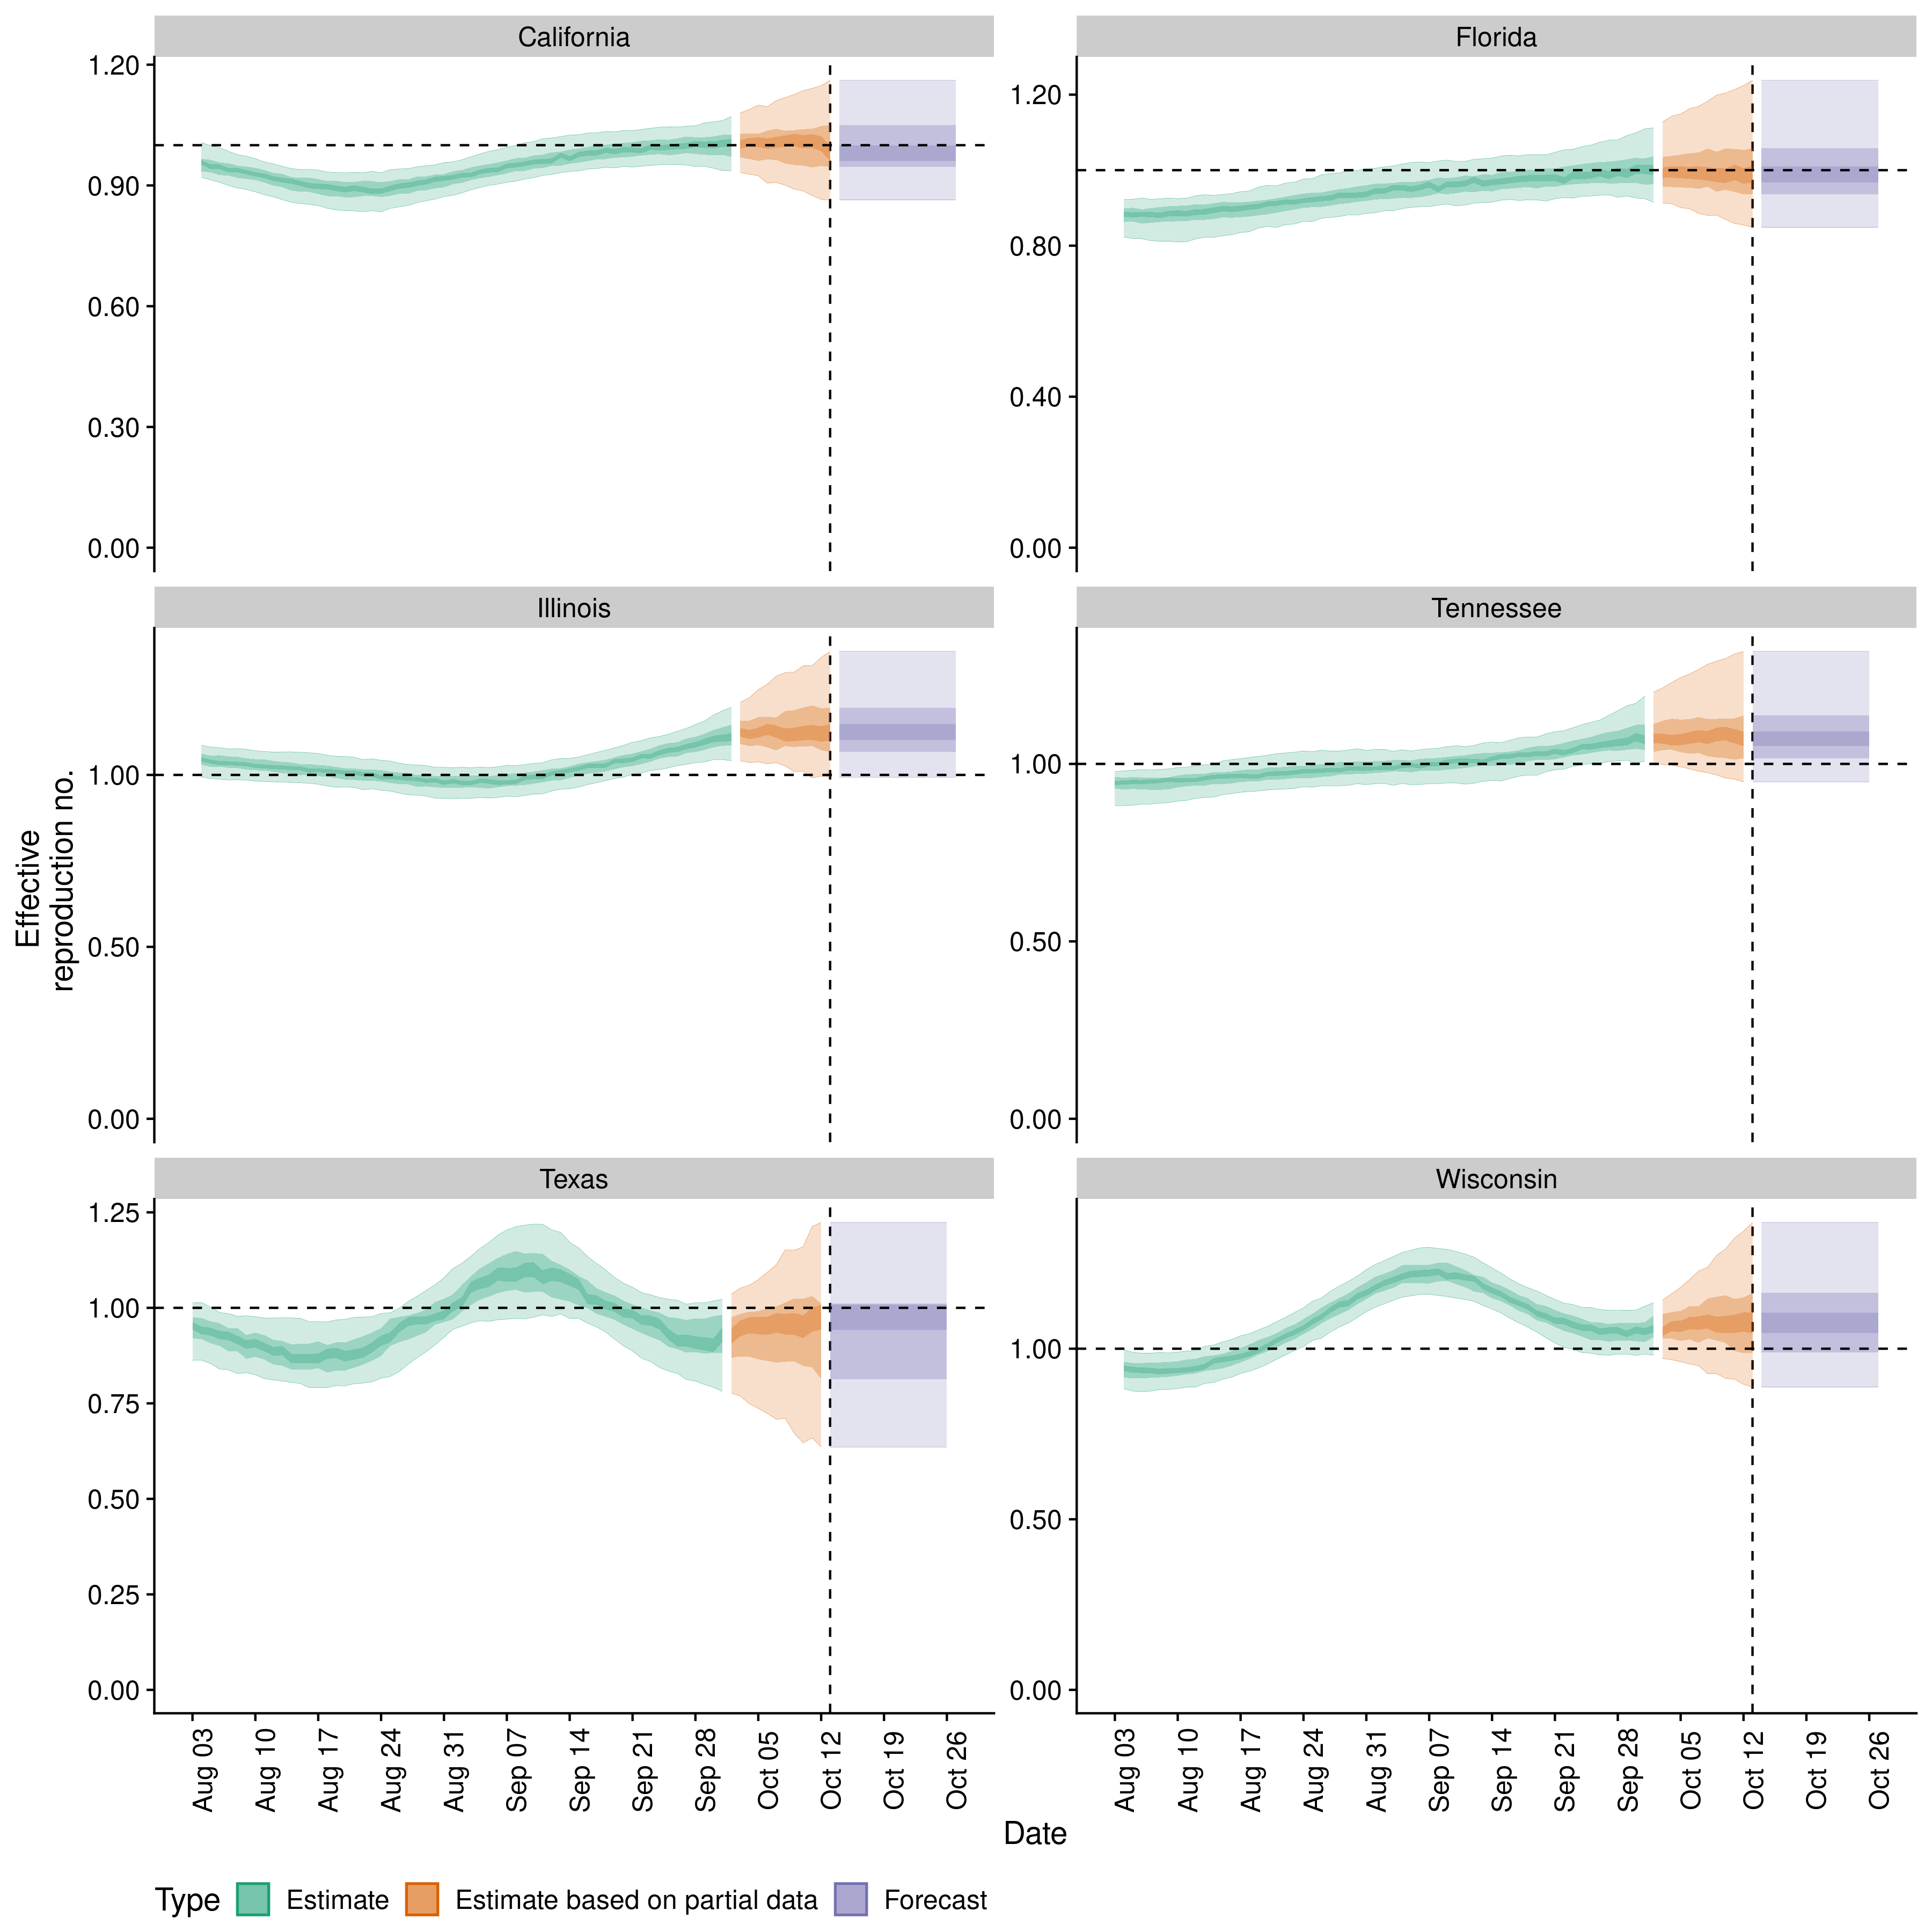 California
Florida
1.20
0.90
0.60
0.30
0.00
1.20
0.80
0.40
0.00
Illinois
Tennessee
1.00
0.50
0.00
1.00
0.50
0.00
Effective
reproduction no.
Texas
Wisconsin
1.25
1.00
0.75
0.50
0.25
0.00
1.00
0.50
0.00
Aug 03
Aug 10
Aug 17
Aug 24
Aug 31
Sep 07
Sep 14
Sep 21
Sep 28
Oct 05
Oct 12
Oct 19
Oct 26
Aug 03
Aug 10
Aug 17
Aug 24
Aug 31
Sep 07
Sep 14
Sep 21
Sep 28
Oct 05
Oct 12
Oct 19
Oct 26
Date
Type Estimate Estimate based on partial data Forecast